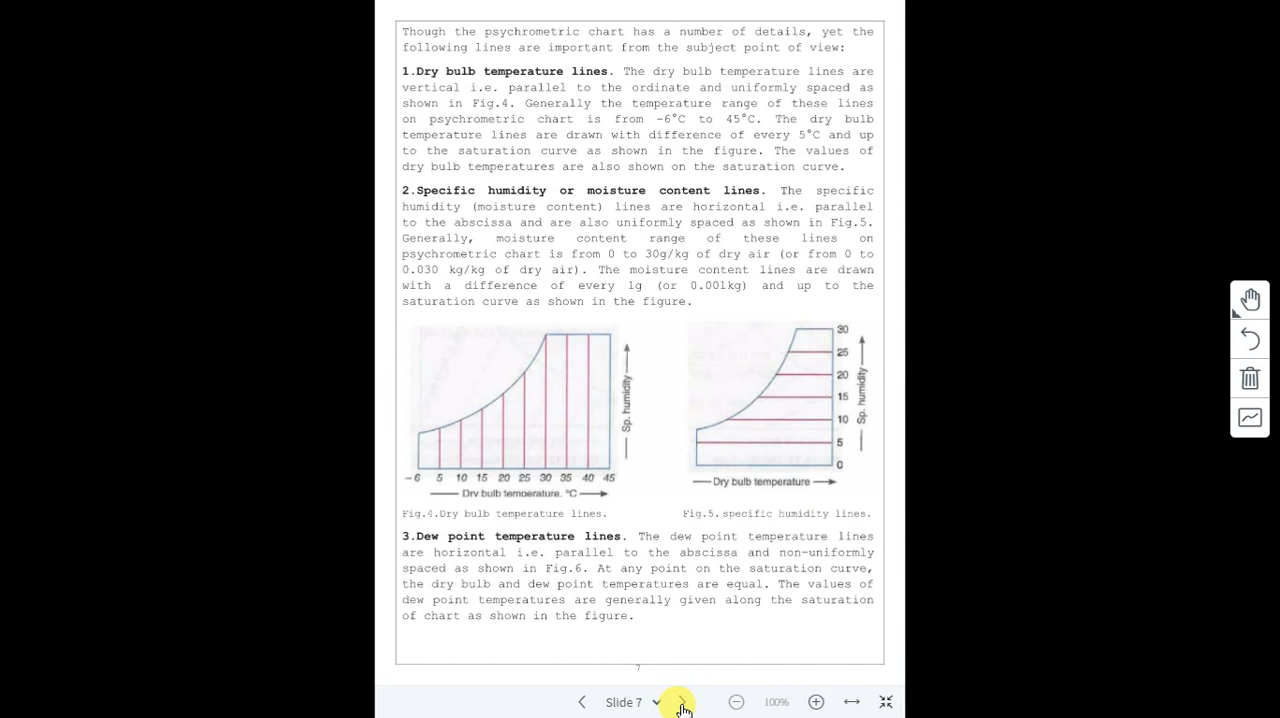 Though the psychrometric chart has a number of details, yet the
following lines are important from the subject point of view:
1.Dry bulb temperature lines. The dry bulb temperature lines are
vertical i.e. parallel to the ordinate and uniformly spaced as
shown in Fig.4. Generally the temperature range of these lines
on psychrometric chart is from -6°C to 45°C. The dry bulb
temperature lines are drawn with difference of every 5°C and up
to the saturation curve as shown in the figure. The values of
dry bulb temperatures are also shown on the saturation curve.
2.Specific humidity or moisture content lines. The specific
humidity (moisture content) lines are horizontal i.e. parallel
to the abscissa and are also uniformly spaced as shown in Fig.5.
Generally, moisture content range of these lines on
psychrometric chart is from 0 to 30g/kg of dry air (or from 0 to
0.030 kg/kg of dry air). The moisture content lines are drawn
with a difference of every 1g (or 0.001kg) and up to the
saturation curve as shown in the figure.
Sp. humidity
-6 5 10 15 20 25 30 35 40 45
Dry bulb temperature, °C
30
25
20
15
10
5
0
Sp. humidity
Dry bulb temperature
Fig.4.Dry bulb temperature lines.
Fig.5. specific humidity lines.
3.Dew point temperature lines. The dew point temperature lines
are horizontal i.e. parallel to the abscissa and non-uniformly
spaced as shown in Fig.6. At any point on the saturation curve,
the dry bulb and dew point temperatures are equal. The values of
dew point temperatures are generally given along the saturation
of chart as shown in the figure.
7
Slide 7
100%